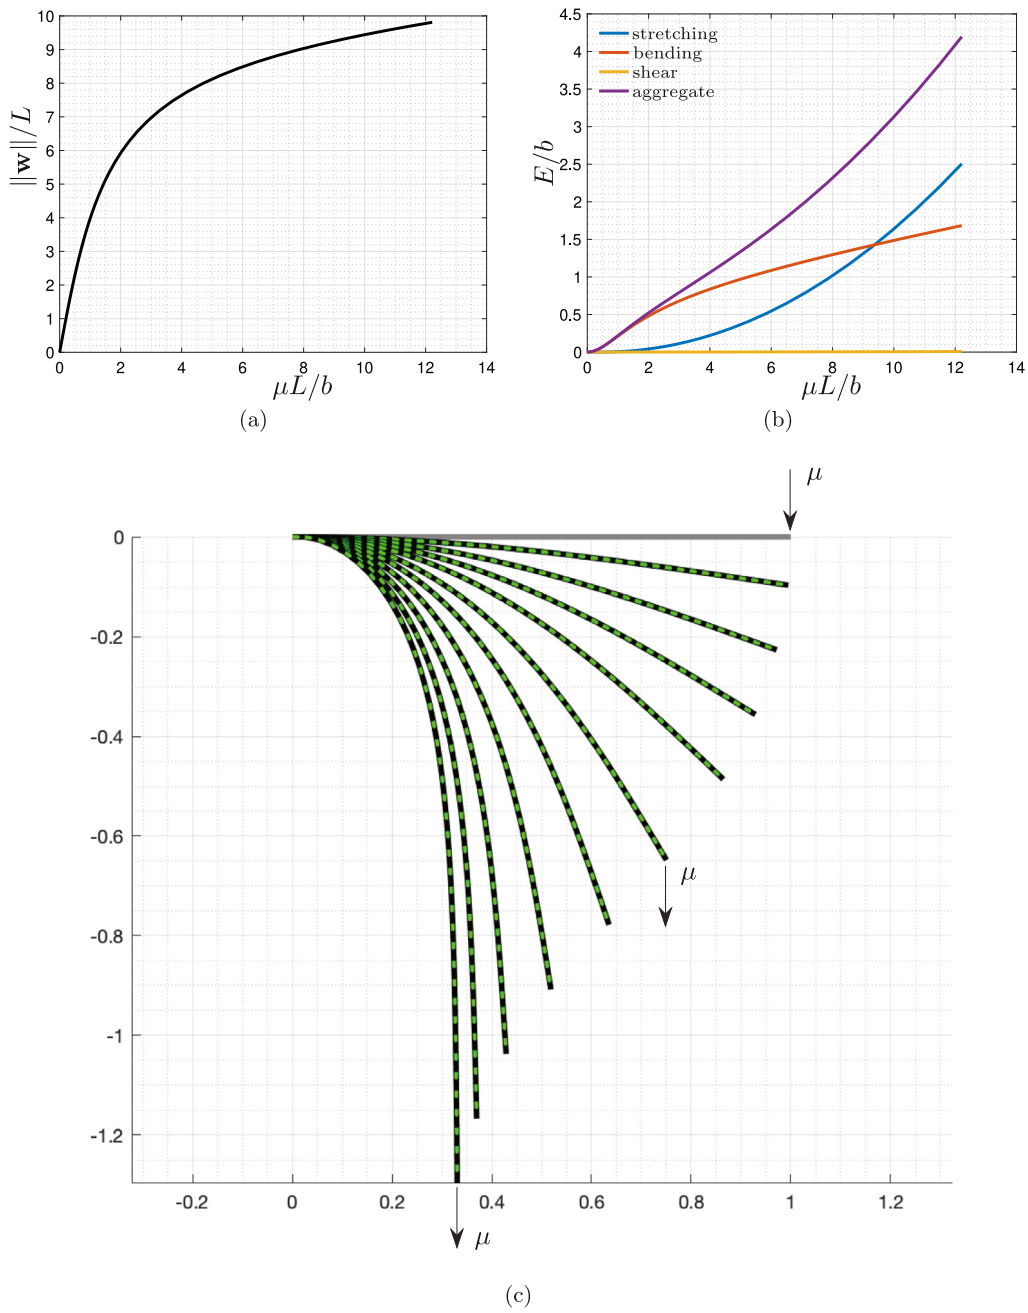 10
9
8
7
6
5
4
3
2
1
0
‖w‖/L
0 2 4 6 8 10 12 14
μL/b
(a)
4.5
4
3.5
3
2.5
2
1.5
1
0.5
0
E/b
stretching
bending
shear
aggregate
0 2 4 6 8 10 12 14
μL/b
(b)
μ
0
-0.2
-0.4
-0.6
μ
-0.8
-1
-1.2
-0.2 0 0.2 0.4 0.6 0.8 1 1.2
μ
(c)